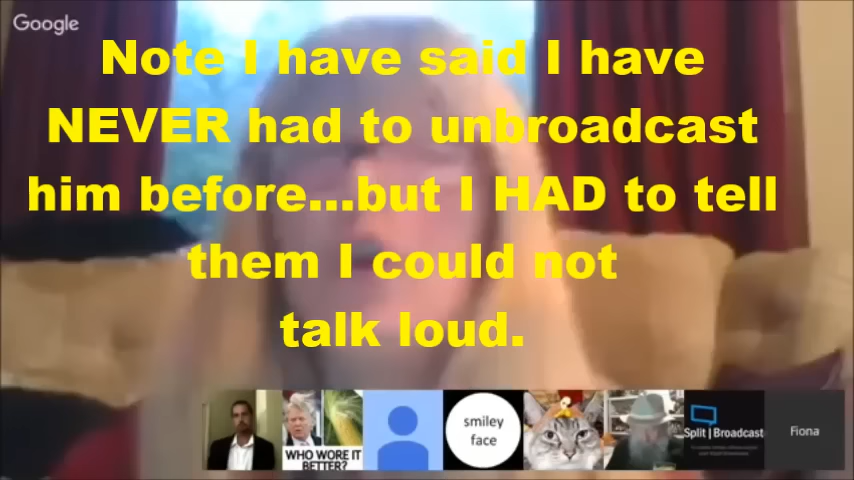 Google
Note I have said I have
NEVER had to unbroadcast
him before...but I HAD to tell
them I could not
talk loud.
WHO WORE IT
BETTER?
smiley
face
Split | Broadcast
Fiona